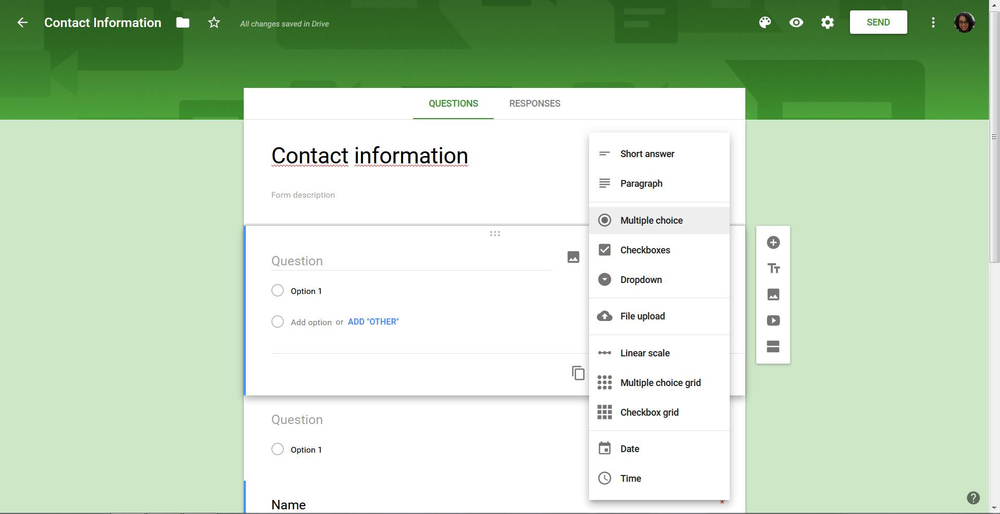 Contact Information
All changes saved in Drive
SEND
QUESTIONS
RESPONSES
Contact information
Form description
Question
Option 1
Add option or ADD "OTHER"
Short answer
Paragraph
Multiple choice
Checkboxes
Dropdown
File upload
Linear scale
Multiple choice grid
Checkbox grid
Date
Time
Question
Option 1
Name
*